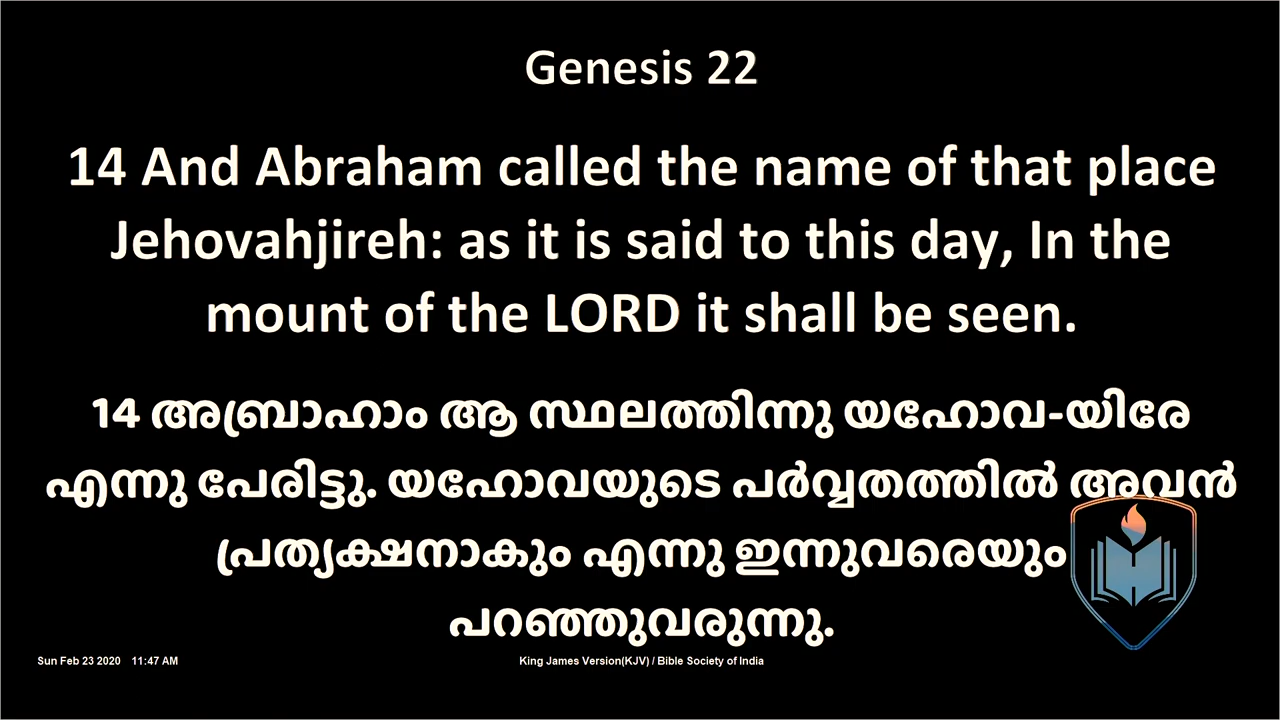 Genesis 22
14 And Abraham called the name of that place
Jehovahjireh: as it is said to this day, In the
mount of the LORD it shall be seen.
14 അബ്രാഹാം ആ സ്ഥലത്തിന്നു യഹോവ-യിരേ
എന്നു പേരിട്ടു. യഹോവയുടെ പർവ്വതത്തിൽ അവൻ
പ്രത്യക്ഷനാകും എന്നു ഇന്നുവരെയും
പറഞ്ഞുവരുന്നു.
Sun Feb 23 2020 11:47 AM King James Version(KJV) / Bible Society of India